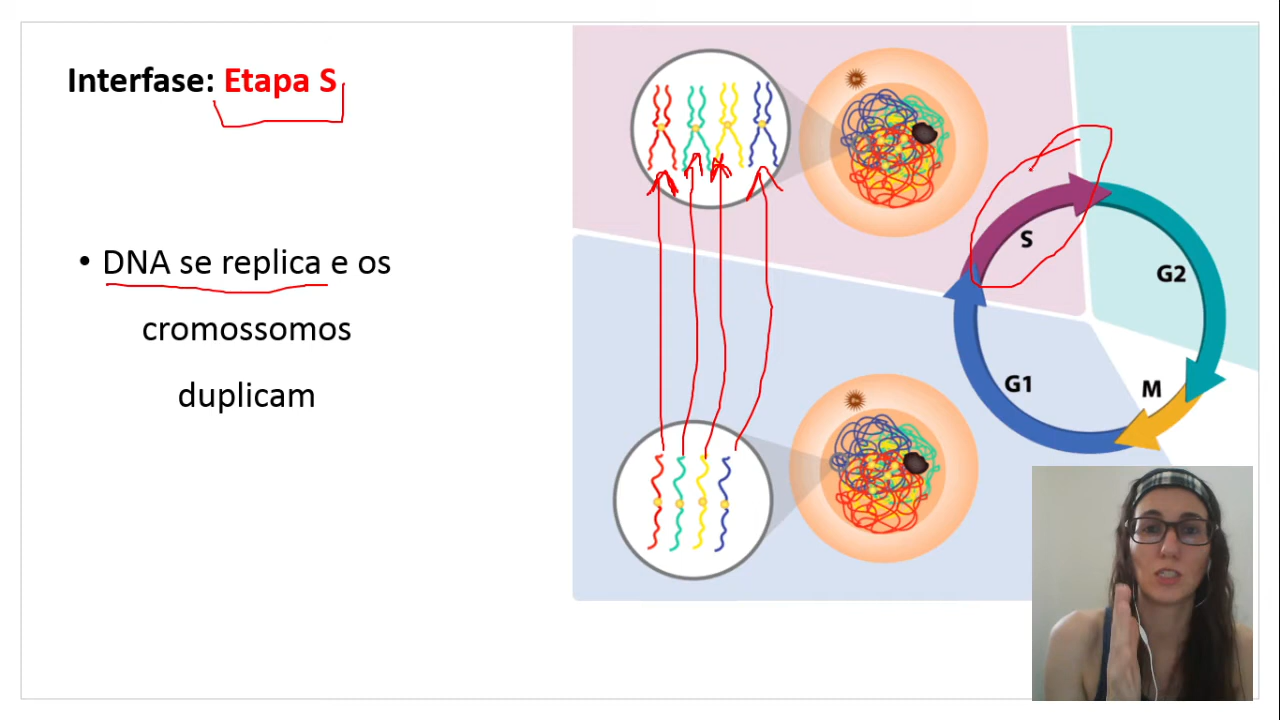 Interfase: Etapa S
• DNA se replica e os
cromossomos
duplicam
S
G2
G1
M